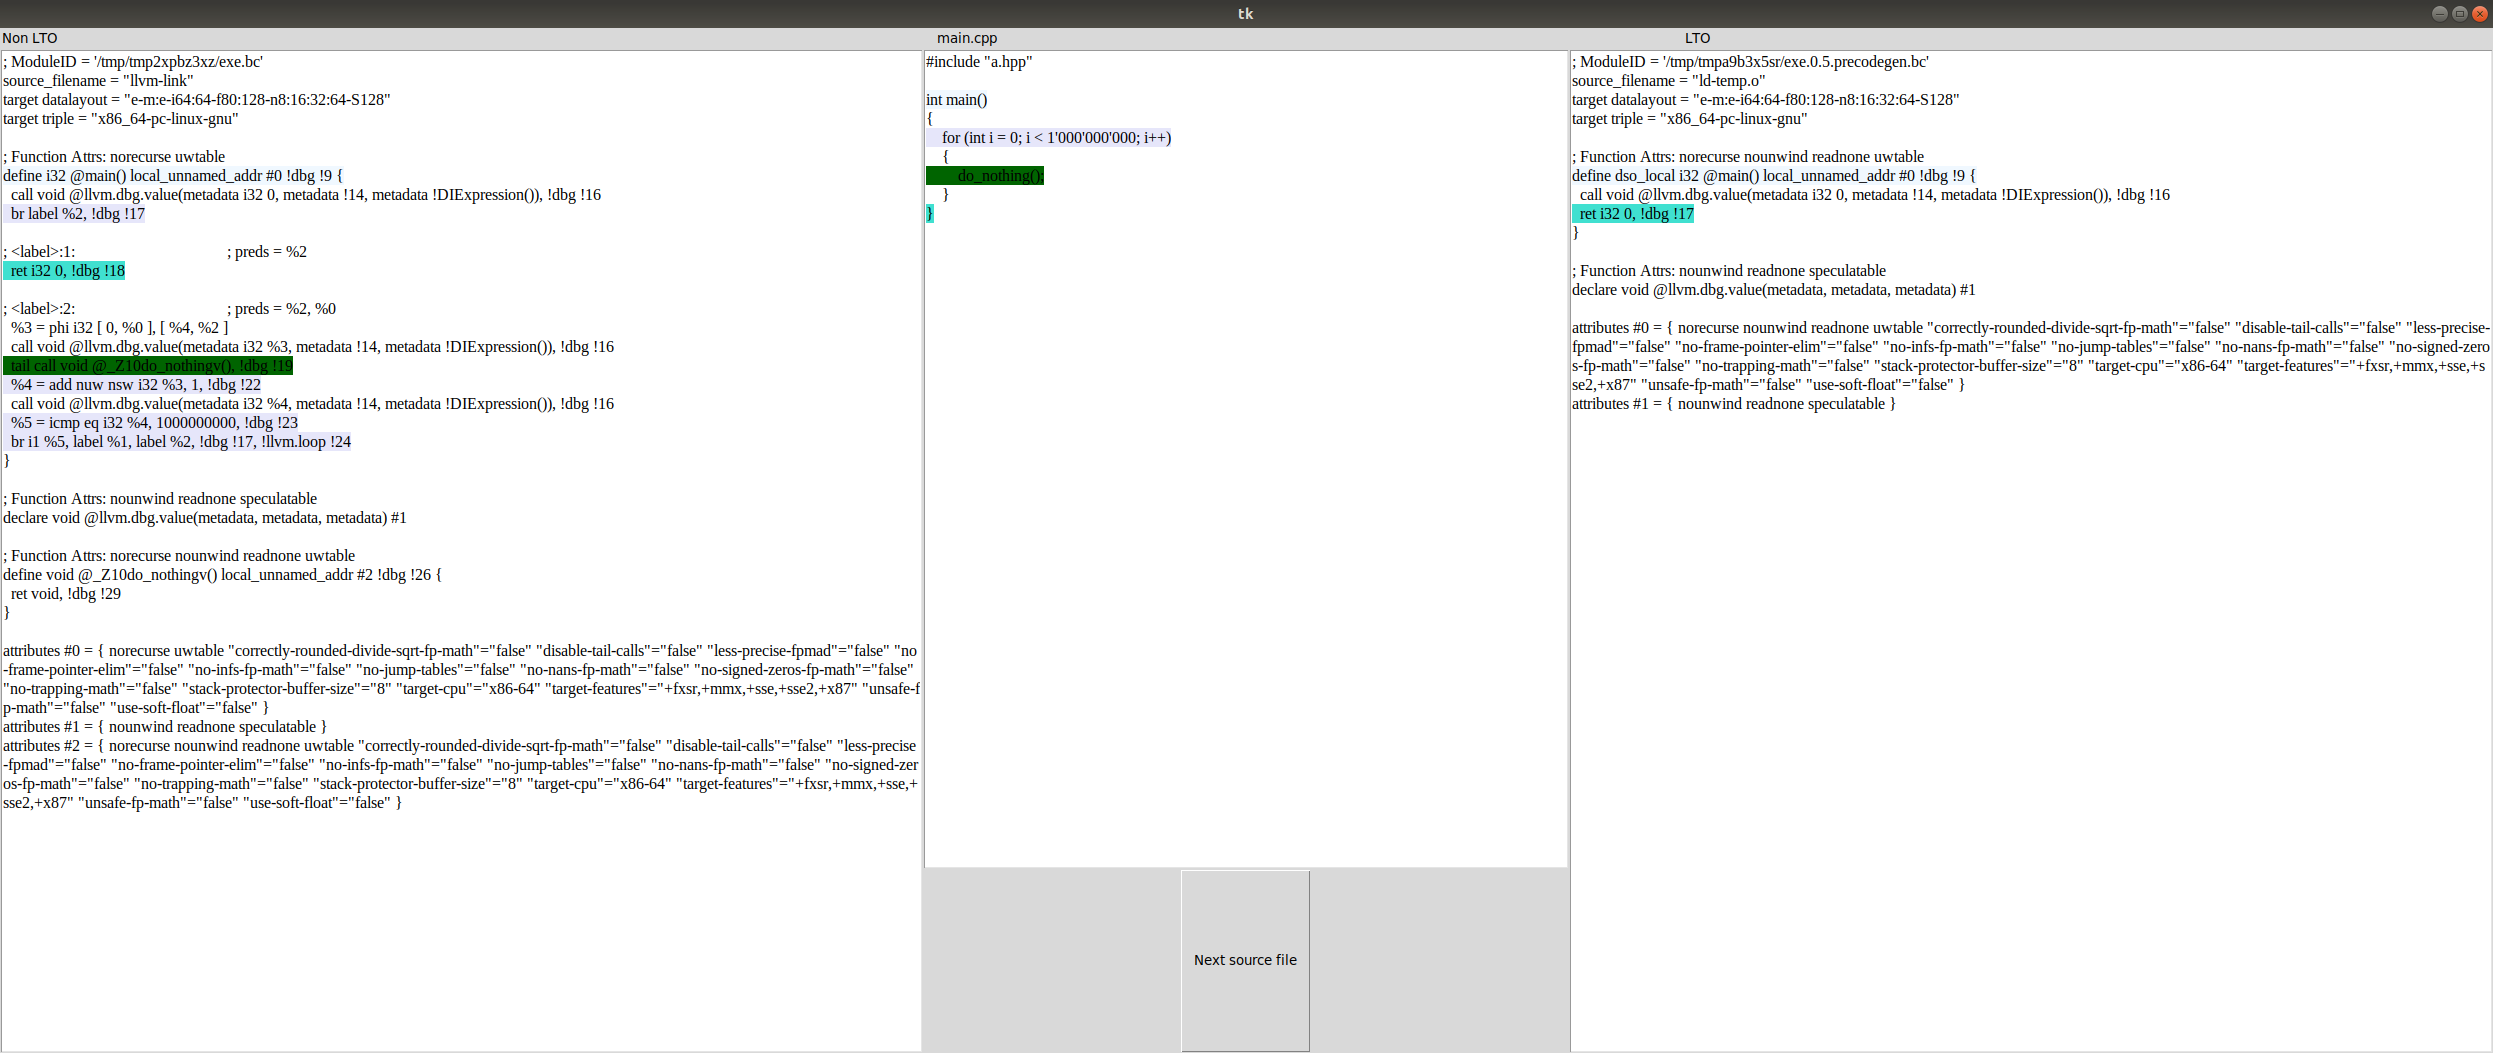 tk
Non LTO
; ModuleID = '/tmp/tmp2xpbz3xz/exe.bc'
source_filename = "llvm-link"
target datalayout = "e-m:e-i64:64-f80:128-n8:16:32:64-S128"
target triple = "x86_64-pc-linux-gnu"
; Function Attrs: norecurse uwtable
define i32 @main() local_unnamed_addr #0 !dbg !9 {
call void @llvm.dbg.value(metadata i32 0, metadata !14, metadata !DIExpression()), !dbg !16
br label %2, !dbg !17
; <label>:1: ; preds = %2
ret i32 0, !dbg !18
; <label>:2: ; preds = %2, %0
%3 = phi i32 [ 0, %0 ], [ %4, %2 ]
call void @llvm.dbg.value(metadata i32 %3, metadata !14, metadata !DIExpression()), !dbg !16
tail call void @_Z10do_nothingv(), !dbg !19
%4 = add nuw nsw i32 %3, 1, !dbg !22
call void @llvm.dbg.value(metadata i32 %4, metadata !14, metadata !DIExpression()), !dbg !16
%5 = icmp eq i32 %4, 1000000000, !dbg !23
br i1 %5, label %1, label %2, !dbg !17, !llvm.loop !24
}
; Function Attrs: nounwind readnone speculatable
declare void @llvm.dbg.value(metadata, metadata, metadata) #1
; Function Attrs: norecurse nounwind readnone uwtable
define void @_Z10do_nothingv() local_unnamed_addr #2 !dbg !26 {
ret void, !dbg !29
}
attributes #0 = { norecurse uwtable "correctly-rounded-divide-sqrt-fp-math"="false" "disable-tail-calls"="false" "less-precise-fpmad"="false" "no
-frame-pointer-elim"="false" "no-infs-fp-math"="false" "no-jump-tables"="false" "no-nans-fp-math"="false" "no-signed-zeros-fp-math"="false"
"no-trapping-math"="false" "stack-protector-buffer-size"="8" "target-cpu"="x86-64" "target-features"="+fxsr,+mmx,+sse,+sse2,+x87" "unsafe-f
p-math"="false" "use-soft-float"="false" }
attributes #1 = { nounwind readnone speculatable }
attributes #2 = { norecurse nounwind readnone uwtable "correctly-rounded-divide-sqrt-fp-math"="false" "disable-tail-calls"="false" "less-precise
-fpmad"="false" "no-frame-pointer-elim"="false" "no-infs-fp-math"="false" "no-jump-tables"="false" "no-nans-fp-math"="false" "no-signed-zer
os-fp-math"="false" "no-trapping-math"="false" "stack-protector-buffer-size"="8" "target-cpu"="x86-64" "target-features"="+fxsr,+mmx,+sse,+
sse2,+x87" "unsafe-fp-math"="false" "use-soft-float"="false" }
main.cpp
#include "a.hpp"
int main()
{
for (int i = 0; i < 1'000'000'000; i++)
{
do_nothing();
}
}
Next source file
LTO
; ModuleID = '/tmp/tmpa9b3x5sr/exe.0.5.precodegen.bc'
source_filename = "ld-temp.o"
target datalayout = "e-m:e-i64:64-f80:128-n8:16:32:64-S128"
target triple = "x86_64-pc-linux-gnu"
; Function Attrs: norecurse nounwind readnone uwtable
define dso_local i32 @main() local_unnamed_addr #0 !dbg !9 {
call void @llvm.dbg.value(metadata i32 0, metadata !14, metadata !DIExpression()), !dbg !16
ret i32 0, !dbg !17
}
; Function Attrs: nounwind readnone speculatable
declare void @llvm.dbg.value(metadata, metadata, metadata) #1
attributes #0 = { norecurse nounwind readnone uwtable "correctly-rounded-divide-sqrt-fp-math"="false" "disable-tail-calls"="false" "less-precise-
fpmad"="false" "no-frame-pointer-elim"="false" "no-infs-fp-math"="false" "no-jump-tables"="false" "no-nans-fp-math"="false" "no-signed-zero
s-fp-math"="false" "no-trapping-math"="false" "stack-protector-buffer-size"="8" "target-cpu"="x86-64" "target-features"="+fxsr,+mmx,+sse,+s
se2,+x87" "unsafe-fp-math"="false" "use-soft-float"="false" }
attributes #1 = { nounwind readnone speculatable }